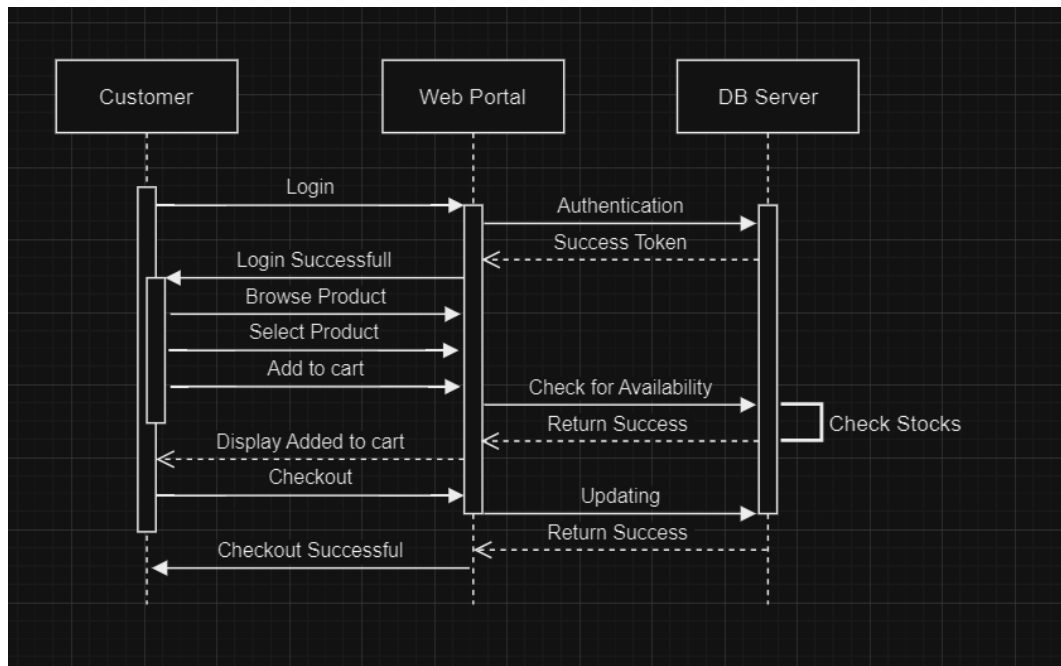 Customer
Web Portal
DB Server
Login
Authentication
Success Token
Login Successfull
Browse Product
Select Product
Add to cart
Check for Availability
Return Success
Check Stocks
Display Added to cart
Checkout
Updating
Return Success
Checkout Successful